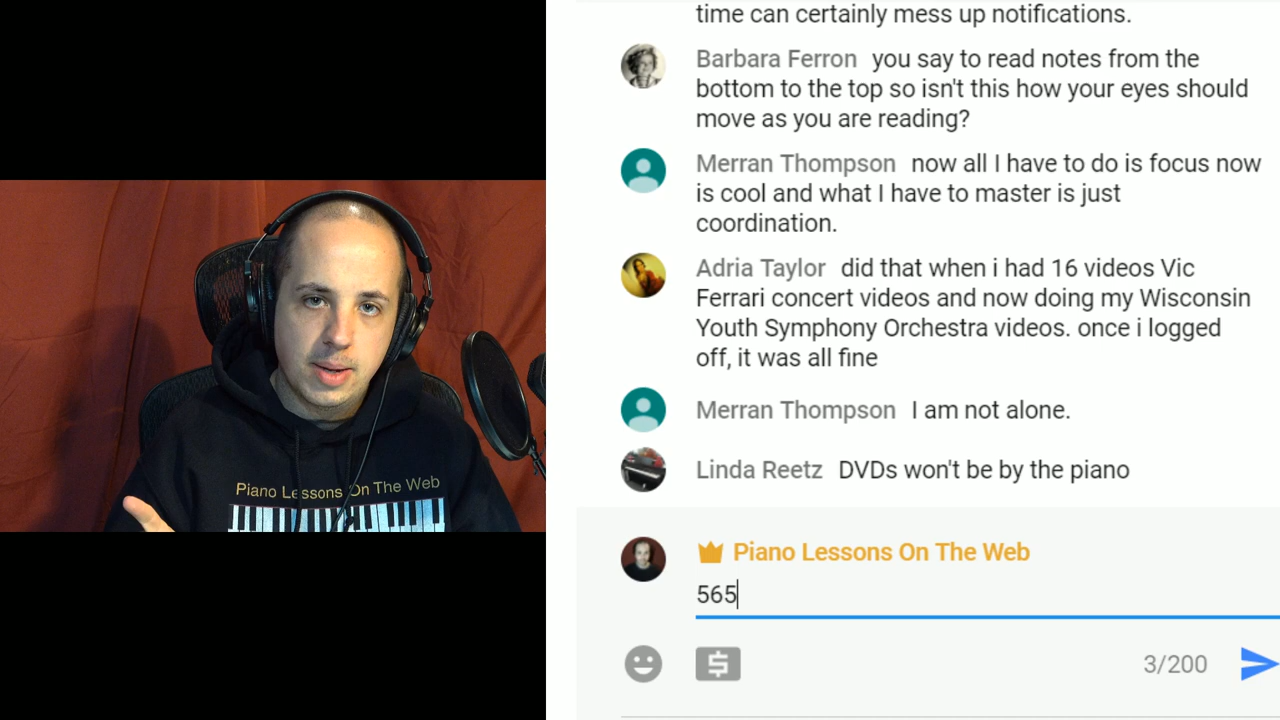 time can certainly mess up notifications.
Barbara Ferron you say to read notes from the
bottom to the top so isn't this how your eyes should
move as you are reading?
Merran Thompson now all I have to do is focus now
is cool and what I have to master is just
coordination.
Adria Taylor did that when i had 16 videos Vic
Ferrari concert videos and now doing my Wisconsin
Youth Symphony Orchestra videos. once i logged
off, it was all fine
Merran Thompson I am not alone.
Linda Reetz DVDs won't be by the piano
Piano Lessons On The Web
565
3/200
Piano Lessons On The Web